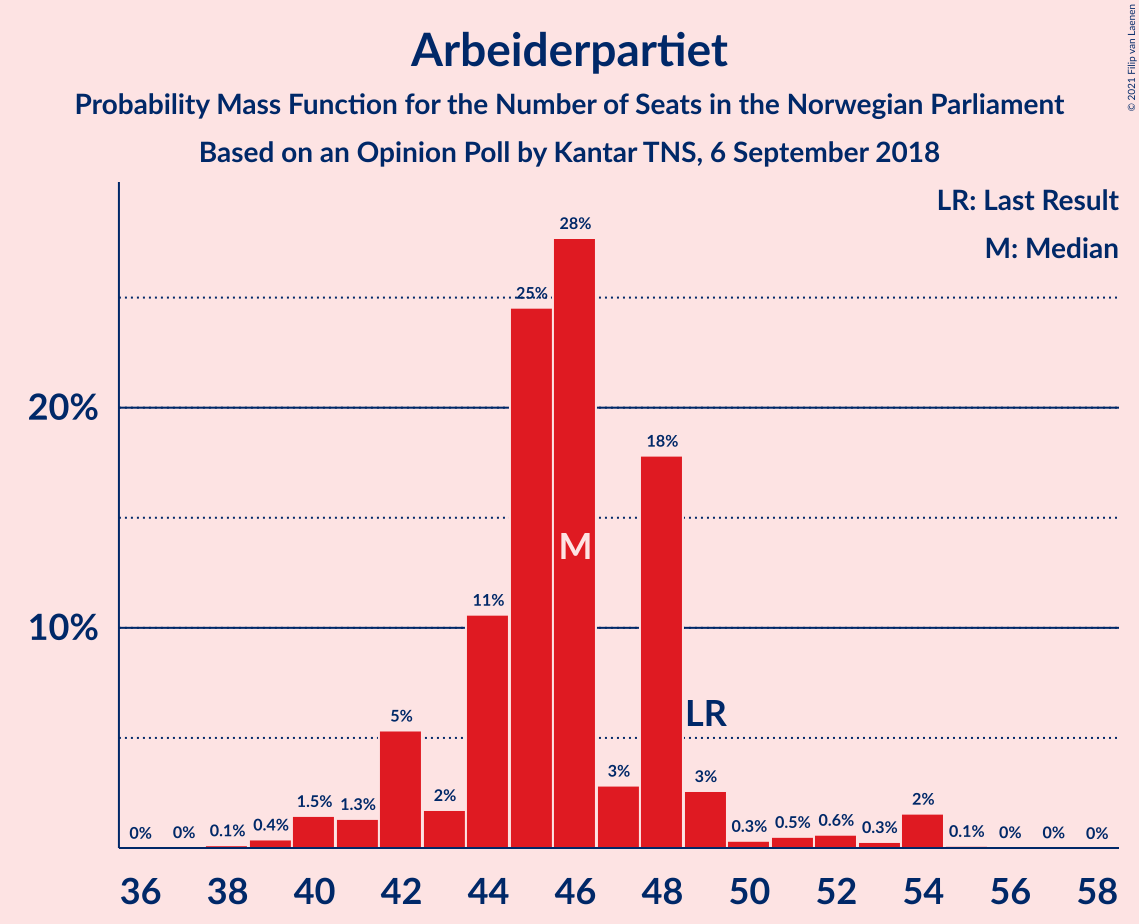 Arbeiderpartiet
Probability Mass Function for the Number of Seats in the Norwegian Parliament
Based on an Opinion Poll by Kantar TNS, 6 September 2018
© 2021 Filip van Laenen
LR: Last Result
M: Median
28%
25%
20%
18%
M
11%
10%
LR
5%
3%
3%
2%
2%
1.5%
1.3%
0.6%
0.5%
0.4%
0.3%
0.3%
0.1%
0.1%
0%
0%
0%
0%
0%
36 38 40 42 44 46 48 50 52 54 56 58